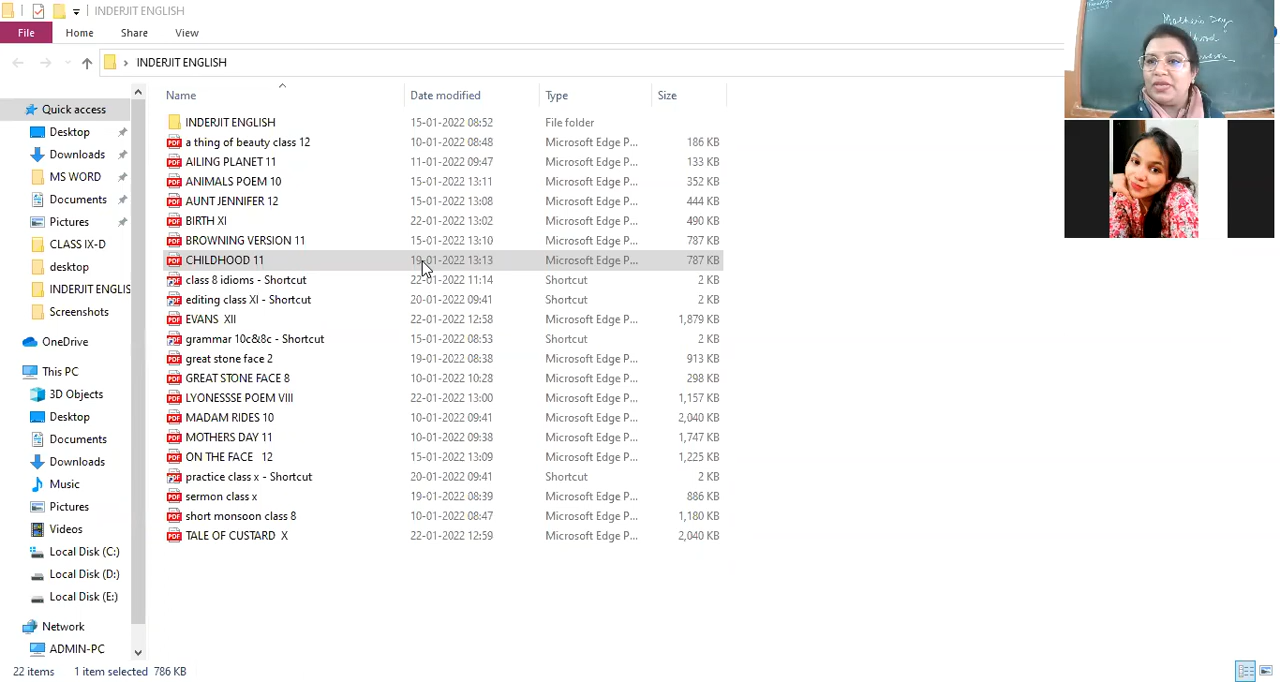 INDERJIT ENGLISH
File Home Share View
INDERJIT ENGLISH
Name Date modified Type Size
Quick access
Desktop
Downloads
MS WORD
Documents
Pictures
CLASS IX-D
desktop
INDERJIT ENGLIS
Screenshots
OneDrive
This PC
3D Objects
Desktop
Documents
Downloads
Music
Pictures
Videos
Local Disk (C:)
Local Disk (D:)
Local Disk (E:)
Network
ADMIN-PC
INDERJIT ENGLISH 15-01-2022 08:52 File folder
a thing of beauty class 12 10-01-2022 08:48 Microsoft Edge P... 186 KB
AILING PLANET 11 11-01-2022 09:47 Microsoft Edge P... 133 KB
ANIMALS POEM 10 15-01-2022 13:11 Microsoft Edge P... 352 KB
AUNT JENNIFER 12 15-01-2022 13:08 Microsoft Edge P... 444 KB
BIRTH XI 22-01-2022 13:02 Microsoft Edge P... 490 KB
BROWNING VERSION 11 15-01-2022 13:10 Microsoft Edge P... 787 KB
CHILDHOOD 11 19-01-2022 13:13 Microsoft Edge P... 787 KB
class 8 idioms - Shortcut 22-01-2022 11:14 Shortcut 2 KB
editing class XI - Shortcut 20-01-2022 09:41 Shortcut 2 KB
EVANS XII 22-01-2022 12:58 Microsoft Edge P... 1,879 KB
grammar 10c&8c - Shortcut 15-01-2022 08:53 Shortcut 2 KB
great stone face 2 19-01-2022 08:38 Microsoft Edge P... 913 KB
GREAT STONE FACE 8 10-01-2022 10:28 Microsoft Edge P... 298 KB
LYONESSSE POEM VIII 22-01-2022 13:00 Microsoft Edge P... 1,157 KB
MADAM RIDES 10 10-01-2022 09:41 Microsoft Edge P... 2,040 KB
MOTHERS DAY 11 10-01-2022 09:38 Microsoft Edge P... 1,747 KB
ON THE FACE 12 15-01-2022 13:09 Microsoft Edge P... 1,225 KB
practice class x - Shortcut 20-01-2022 09:41 Shortcut 2 KB
sermon class x 19-01-2022 08:39 Microsoft Edge P... 886 KB
short monsoon class 8 10-01-2022 08:47 Microsoft Edge P... 1,180 KB
TALE OF CUSTARD X 22-01-2022 12:59 Microsoft Edge P... 2,040 KB
22 items 1 item selected 786 KB
Mother's Day